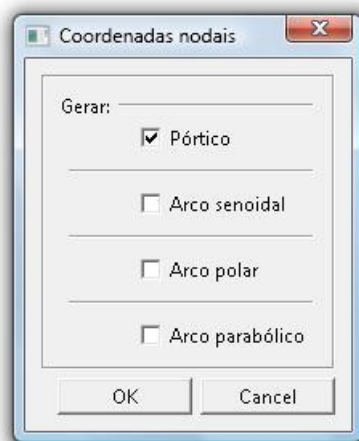 Coordenadas nodais
Gerar:
Pórtico
Arco senoidal
Arco polar
Arco parabólico
OK Cancel